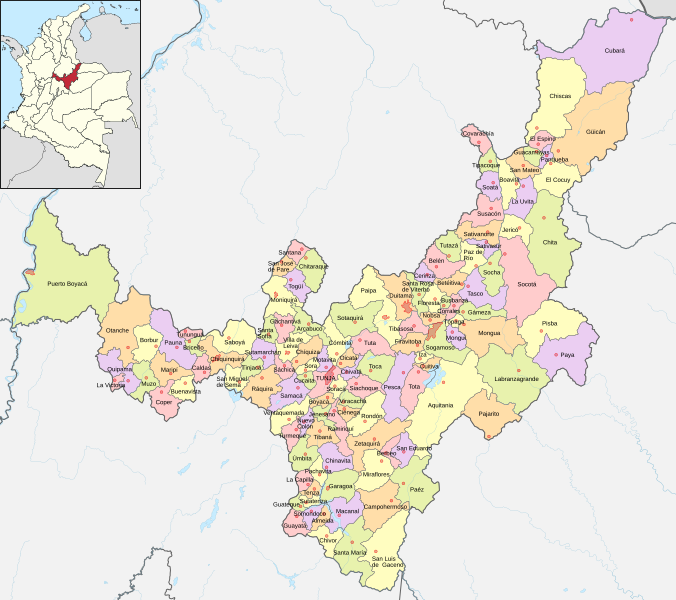 Cubará
Chiscas
Güicán
Covarachía
El Espino
Guacamayas
Panqueba
Tipacoque
San Mateo
Boavita
El Cocuy
Soatá
La Uvita
Susacón
Jericó
Sativanorte
Chita
Tutazá
Sativasur
Paz de
Río
Belén
Socha
Santana
San José
de Pare
Chitaraque
Togüí
Cerinza
Betéitiva
Socotá
Santa Rosa
de Viterbo
Tasco
Puerto Boyacá
Paipa
Duitama
Moniquirá
Floresta
Busbanzá
Corrales
Gámeza
Sotaquirá
Nobsa
Tópaga
Pisba
Gachantivá
Arcabuco
Tibasosa
Mongua
Otanche
Santa
Sofía
Firavitoba
Monguí
Tununguá
Saboyá
Villa de
Leiva
Cómbita
Tuta
Iza
Sogamoso
Borbur
Pauna
Briceño
Sutamarchán
Chíquiza
Oicatá
Paya
Chiquinquirá
Sora
Motavita
Toca
Cuítiva
Quípama
Maripí
Caldas
Tinjacá
Sáchica
Chivatá
San Miguel
de Sema
Cucaita
TUNJA
Labranzagrande
La Victoria
Muzo
Buenavista
Ráquira
Soracá
Siachoque
Pesca
Tota
Samacá
Coper
Boyacá
Viracachá
Aquitania
Ventaquemada
Jenesano
Ciénega
Rondón
Pajarito
Nuevo
Colón
Ramiriquí
Turmequé
Tibaná
Zetaquirá
San Eduardo
Berbeo
Úmbita
Chinavita
Pachavita
Miraflores
La Capilla
Garagoa
Páez
Tenza
Sutatenza
Guateque
Campohermoso
Somondoco
Macanal
Almeida
Guayatá
Chivor
Santa María
San Luis
de Gaceno